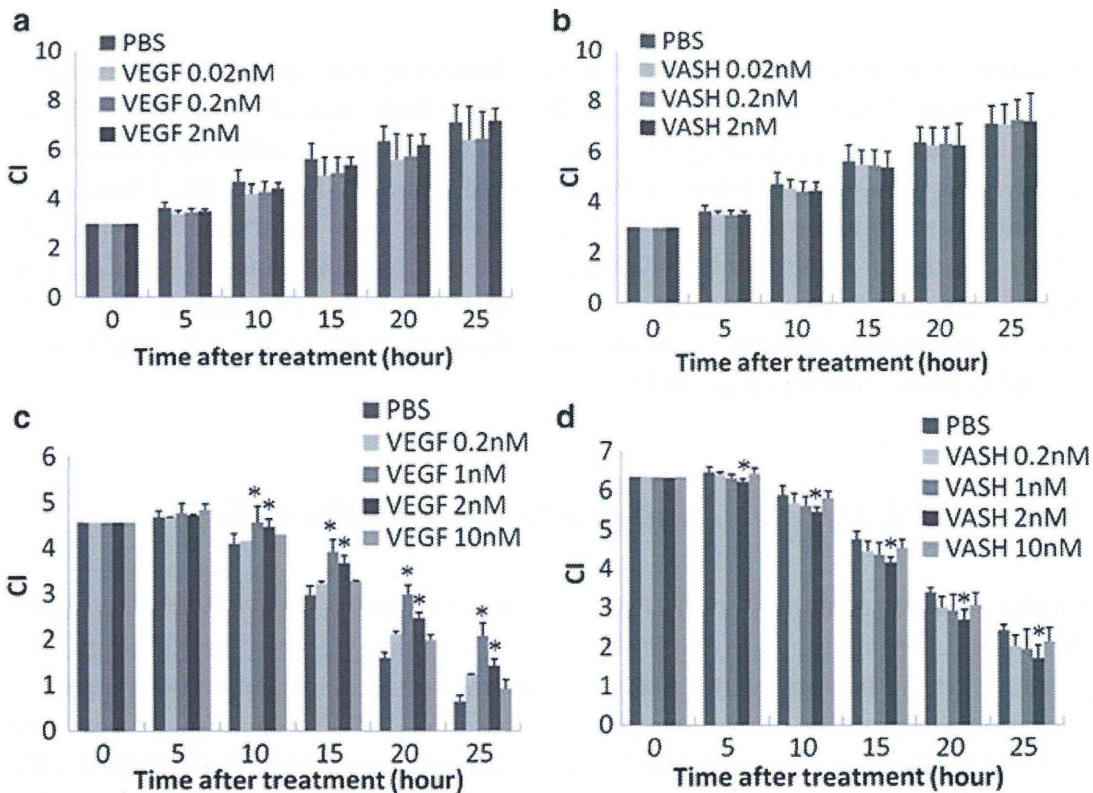 a
PBS
VEGF 0.02nM
VEGF 0.2nM
VEGF 2nM
10
8
6
4
2
0
CI
0 5 10 15 20 25
Time after treatment (hour)
b
PBS
VASH 0.02nM
VASH 0.2nM
VASH 2nM
10
8
6
4
2
0
CI
0 5 10 15 20 25
Time after treatment (hour)
c
PBS
VEGF 0.2nM
VEGF 1nM
VEGF 2nM
VEGF 10nM
6
5
4
3
2
1
0
CI
* *
* *
* *
* *
0 5 10 15 20 25
Time after treatment (hour)
d
PBS
VASH 0.2nM
VASH 1nM
VASH 2nM
VASH 10nM
7
6
5
4
3
2
1
0
CI
*
*
*
*
*
0 5 10 15 20 25
Time after treatment (hour)